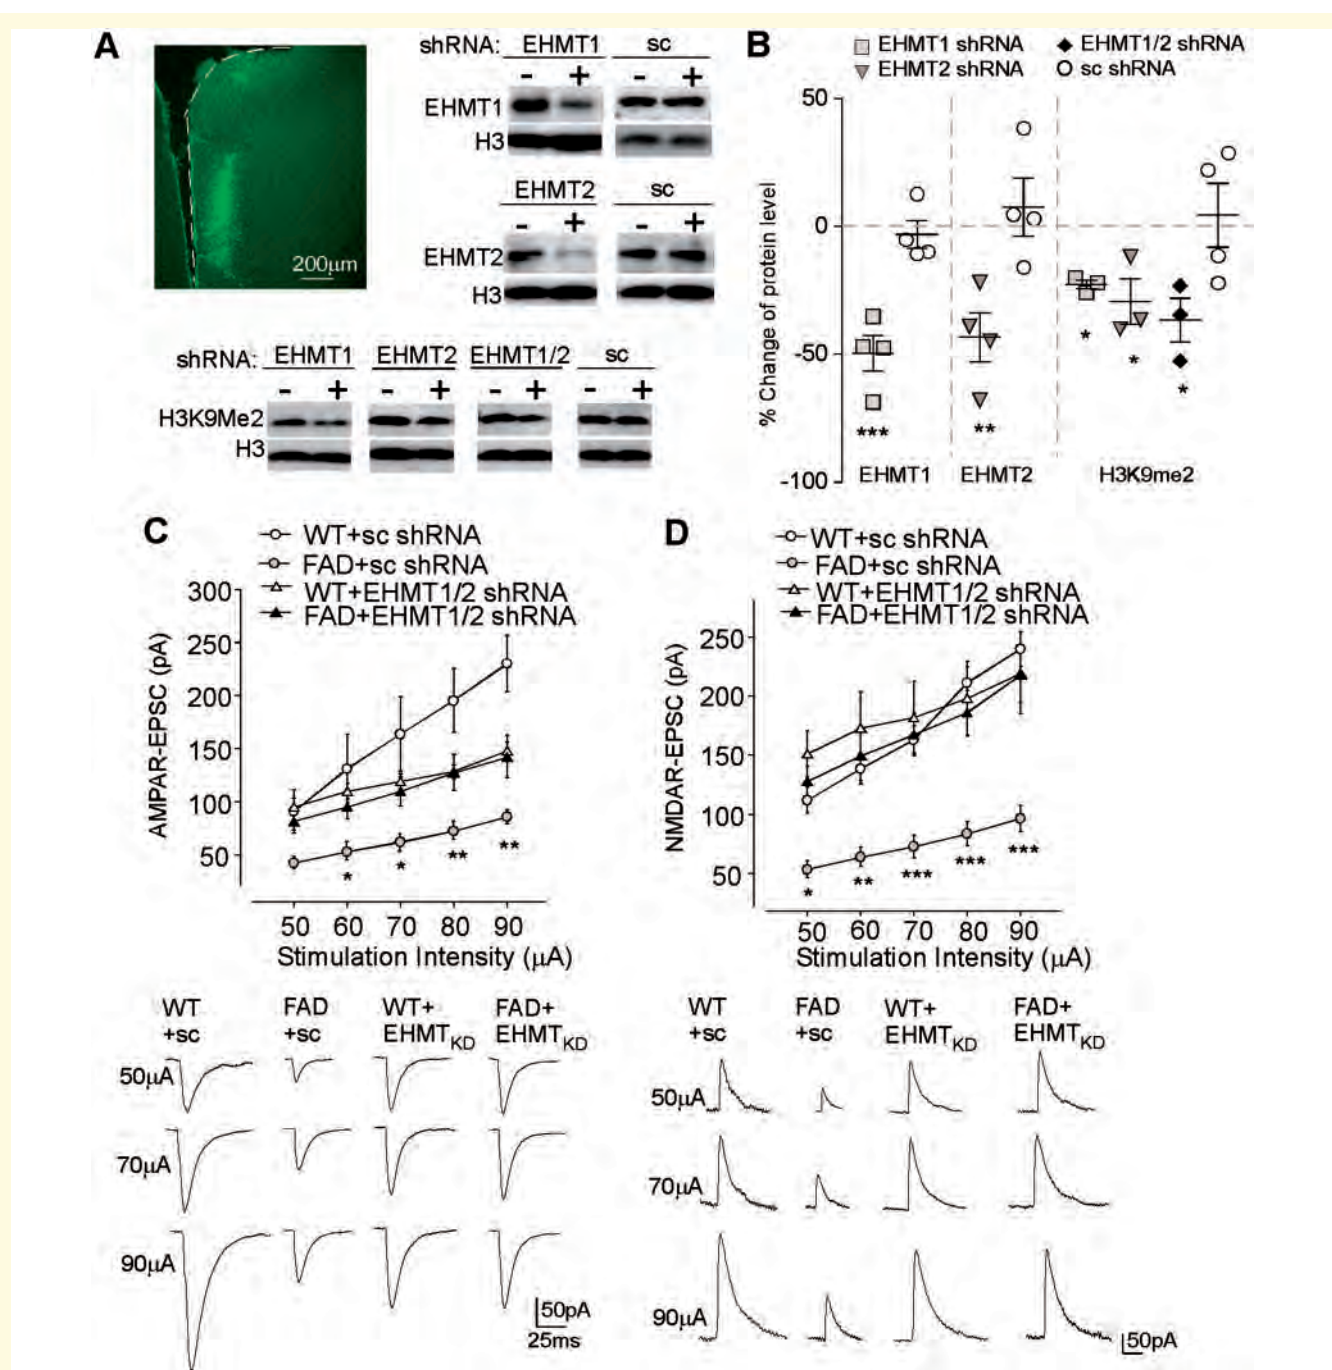 A
200µm
shRNA: EHMT1 sc
- + - +
EHMT1
H3
EHMT2 sc
- + - +
EHMT2
H3
shRNA: EHMT1 EHMT2 EHMT1/2 sc
- + - + - + - +
H3K9Me2
H3
B
EHMT1 shRNA EHMT1/2 shRNA
EHMT2 shRNA sc shRNA
% Change of protein level
50
0
-50
-100
*** ** * * *
EHMT1 EHMT2 H3K9me2
C
WT+sc shRNA
FAD+sc shRNA
WT+EHMT1/2 shRNA
FAD+EHMT1/2 shRNA
AMPAR-EPSC (pA)
300
250
200
150
100
50
* * ** **
50 60 70 80 90
Stimulation Intensity (µA)
WT FAD WT+ FAD+
+sc +sc EHMTKD EHMTKD
50µA
70µA
90µA
50pA
25ms
D
WT+sc shRNA
FAD+sc shRNA
WT+EHMT1/2 shRNA
FAD+EHMT1/2 shRNA
NMDAR-EPSC (pA)
250
200
150
100
50
* ** *** *** ***
50 60 70 80 90
Stimulation Intensity (µA)
WT FAD WT+ FAD+
+sc +sc EHMTKD EHMTKD
50µA
70µA
90µA
50pA